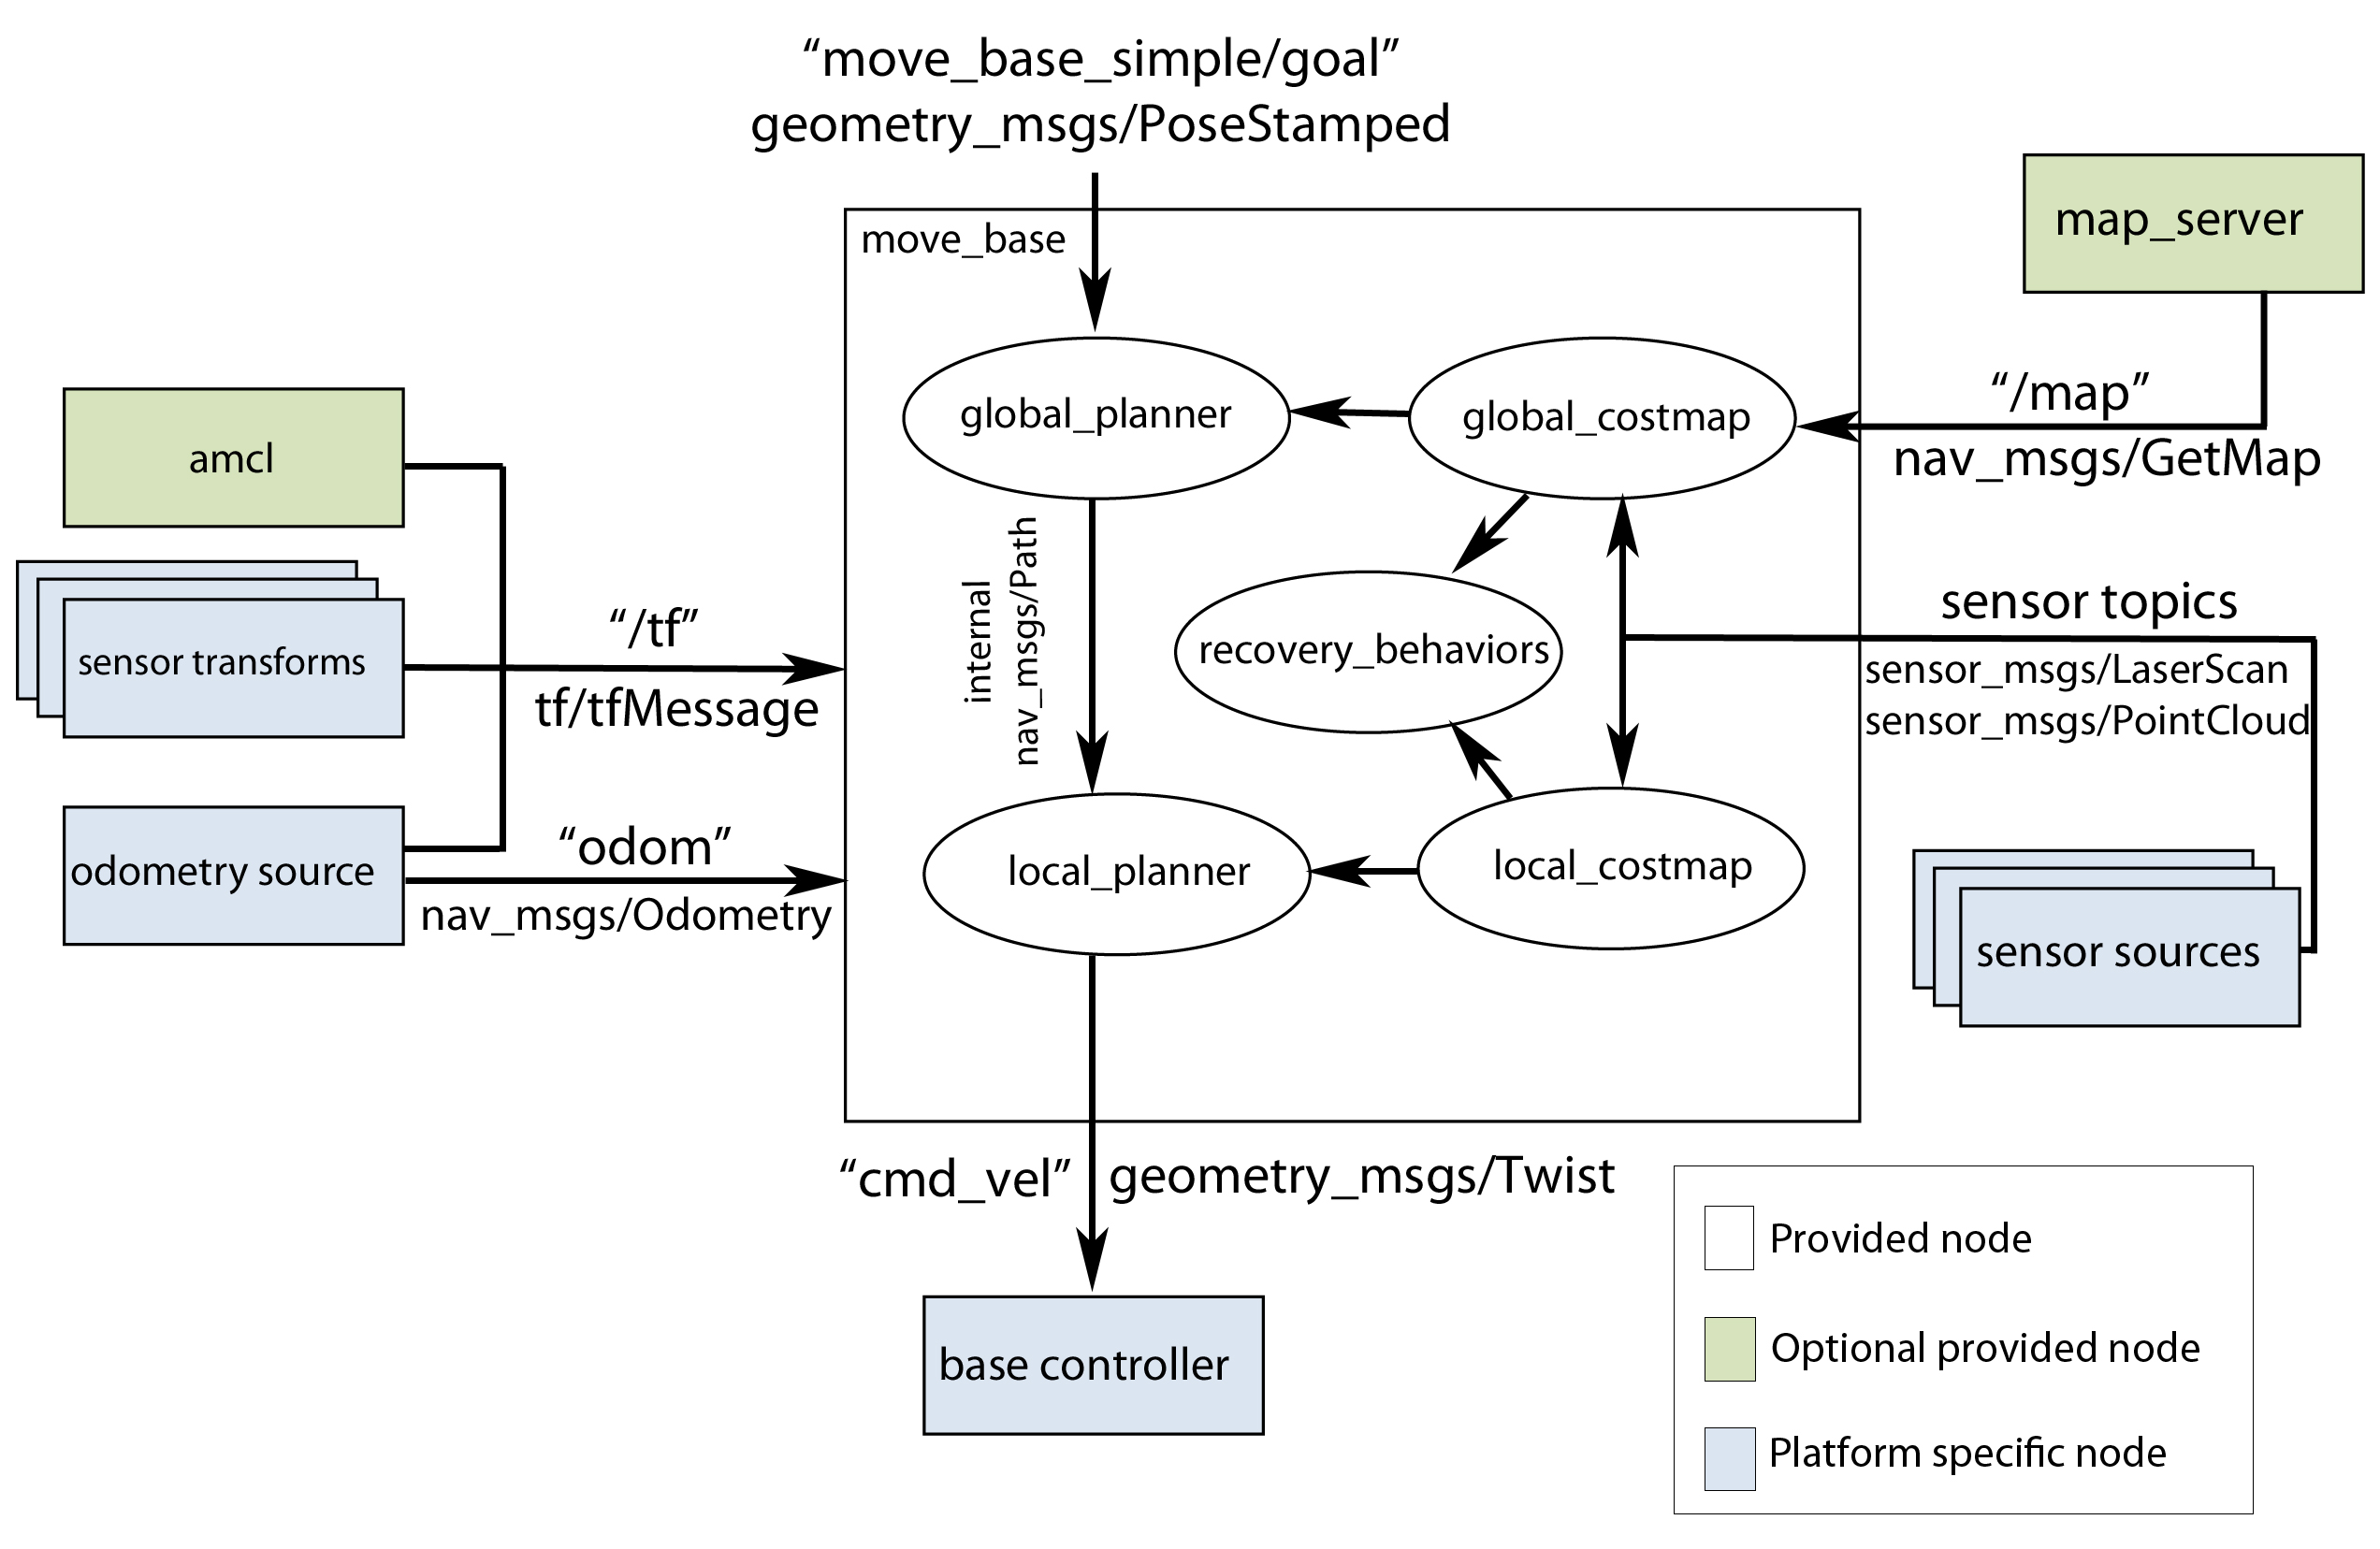 “move_base_simple/goal”
geometry_msgs/PoseStamped
move_base
map_server
global_planner
global_costmap
“/map”
nav_msgs/GetMap
amcl
internal
nav_msgs/Path
sensor transforms
“/tf”
tf/tfMessage
recovery_behaviors
sensor topics
sensor_msgs/LaserScan
sensor_msgs/PointCloud
odometry source
“odom”
nav_msgs/Odometry
local_planner
local_costmap
sensor sources
“cmd_vel”
geometry_msgs/Twist
base controller
Provided node
Optional provided node
Platform specific node